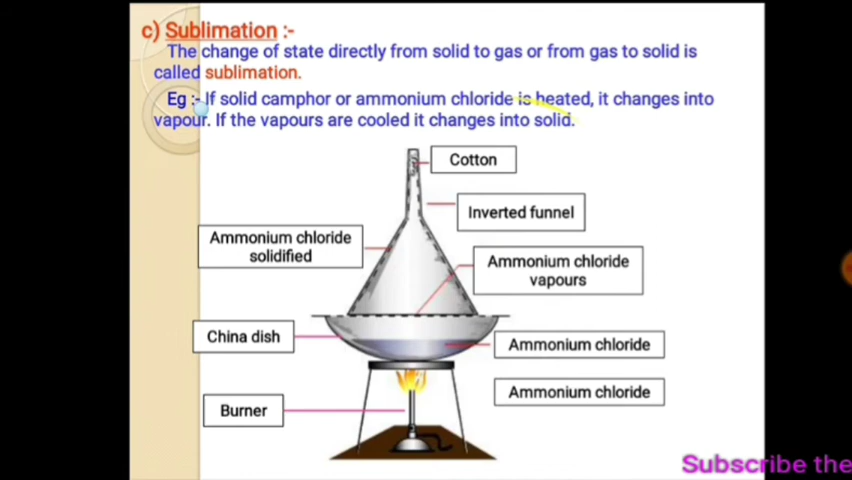 c) Sublimation :-
The change of state directly from solid to gas or from gas to solid is
called sublimation.
Eg :- If solid camphor or ammonium chloride is heated, it changes into
vapour. If the vapours are cooled it changes into solid.
Cotton
Inverted funnel
Ammonium chloride
solidified
Ammonium chloride
vapours
China dish
Ammonium chloride
Ammonium chloride
Burner
Subscribe the